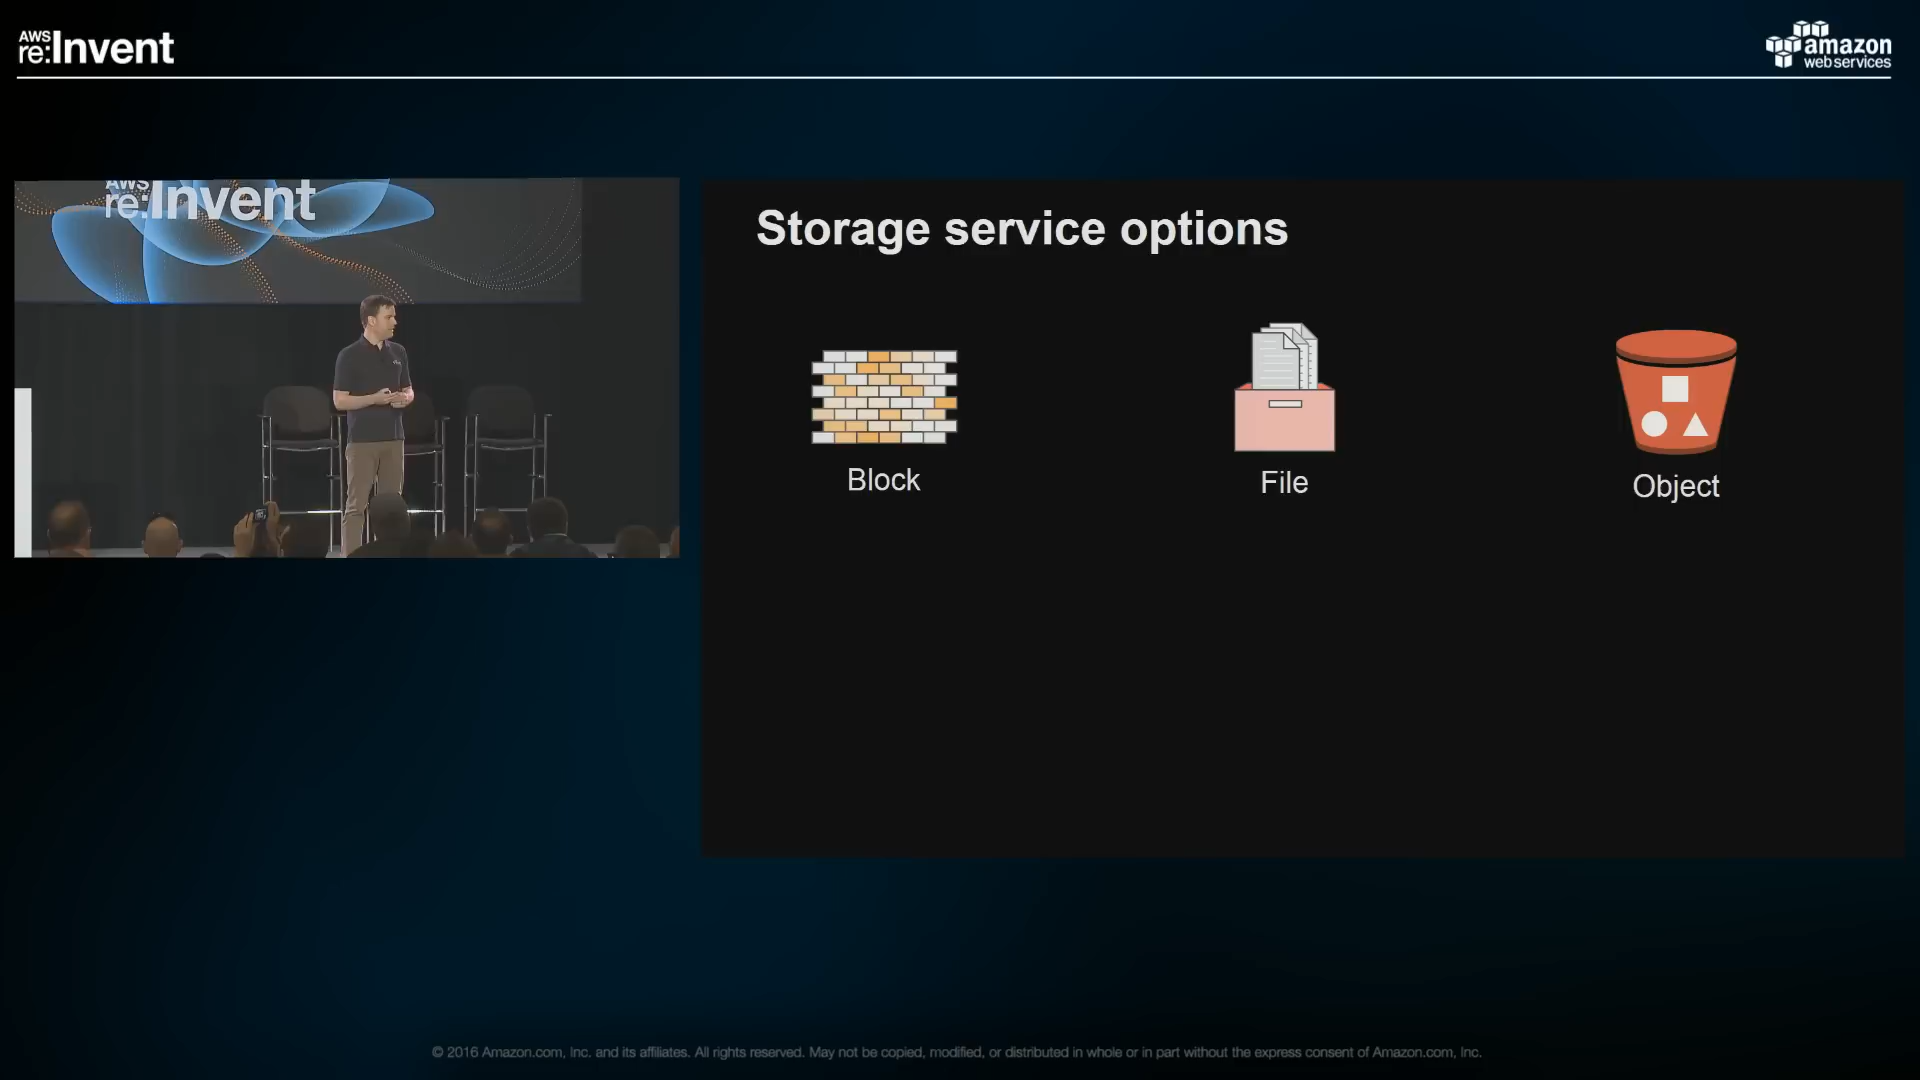 AWS
re:Invent
amazon
webservices
AWS
re:Invent
Storage service options
Block
File
Object
© 2016 Amazon.com, Inc. and its affiliates. All rights reserved. May not be copied, modified, or distributed in whole or in part without the express consent of Amazon.com, Inc.